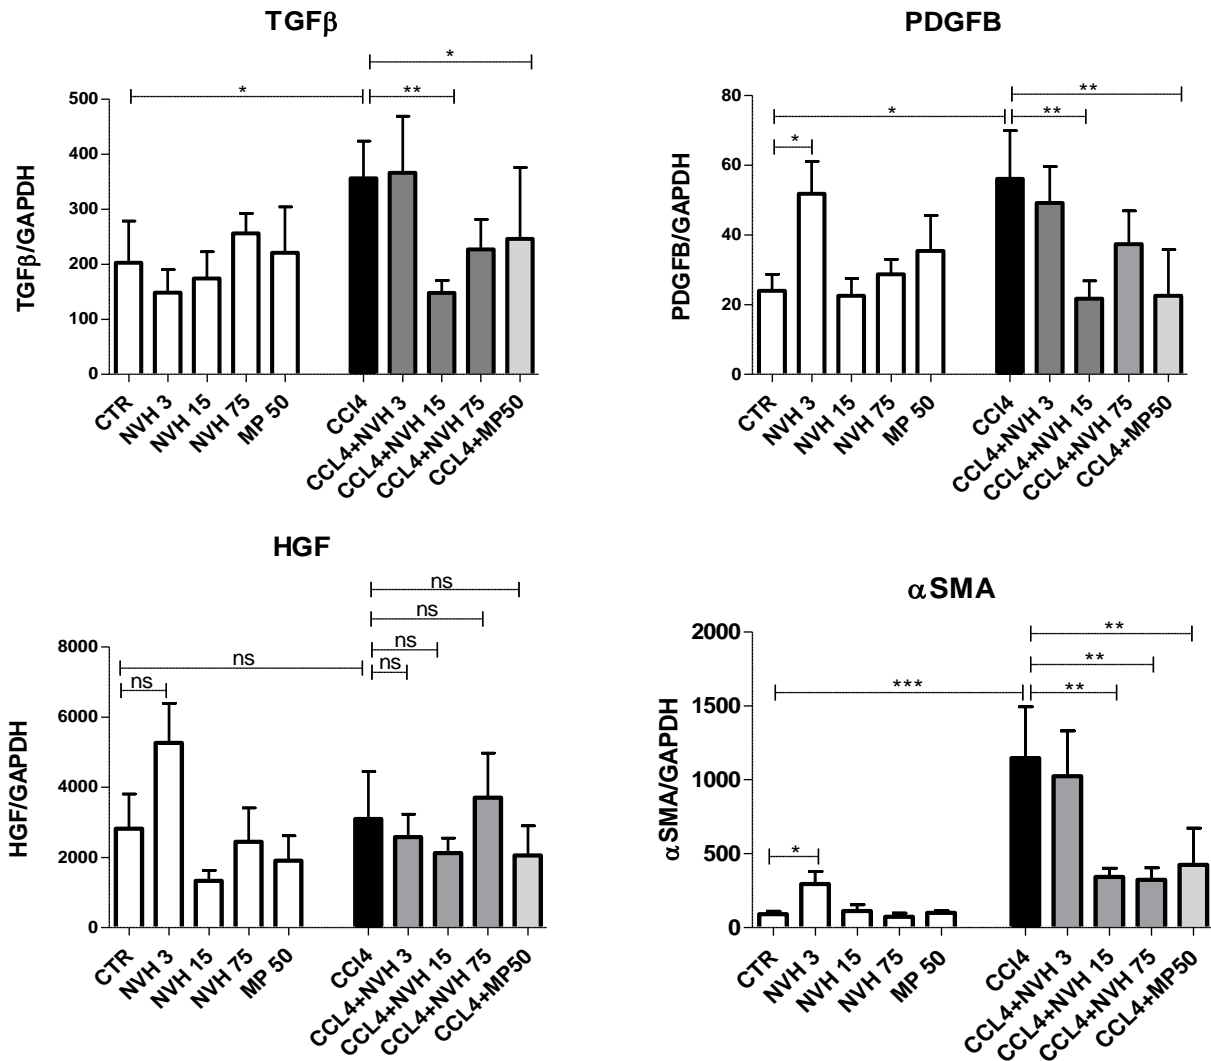 TGFβ
*
*
**
500
400
300
200
100
0
TGFβ/GAPDH
CTR
NVH 3
NVH 15
NVH 75
MP 50
CCl4
CCL4+NVH 3
CCL4+NVH 15
CCL4+NVH 75
CCL4+MP50
PDGFB
**
*
**
*
80
60
40
20
0
PDGFB/GAPDH
CTR
NVH 3
NVH 15
NVH 75
MP 50
CCl4
CCL4+NVH 3
CCL4+NVH 15
CCL4+NVH 75
CCL4+MP50
HGF
ns
ns
ns
ns
ns
ns
8000
6000
4000
2000
0
HGF/GAPDH
CTR
NVH 3
NVH 15
NVH 75
MP 50
CCl4
CCL4+NVH 3
CCL4+NVH 15
CCL4+NVH 75
CCL4+MP50
αSMA
**
**
***
**
*
2000
1500
1000
500
0
αSMA/GAPDH
CTR
NVH 3
NVH 15
NVH 75
MP 50
CCl4
CCL4+NVH 3
CCL4+NVH 15
CCL4+NVH 75
CCL4+MP50